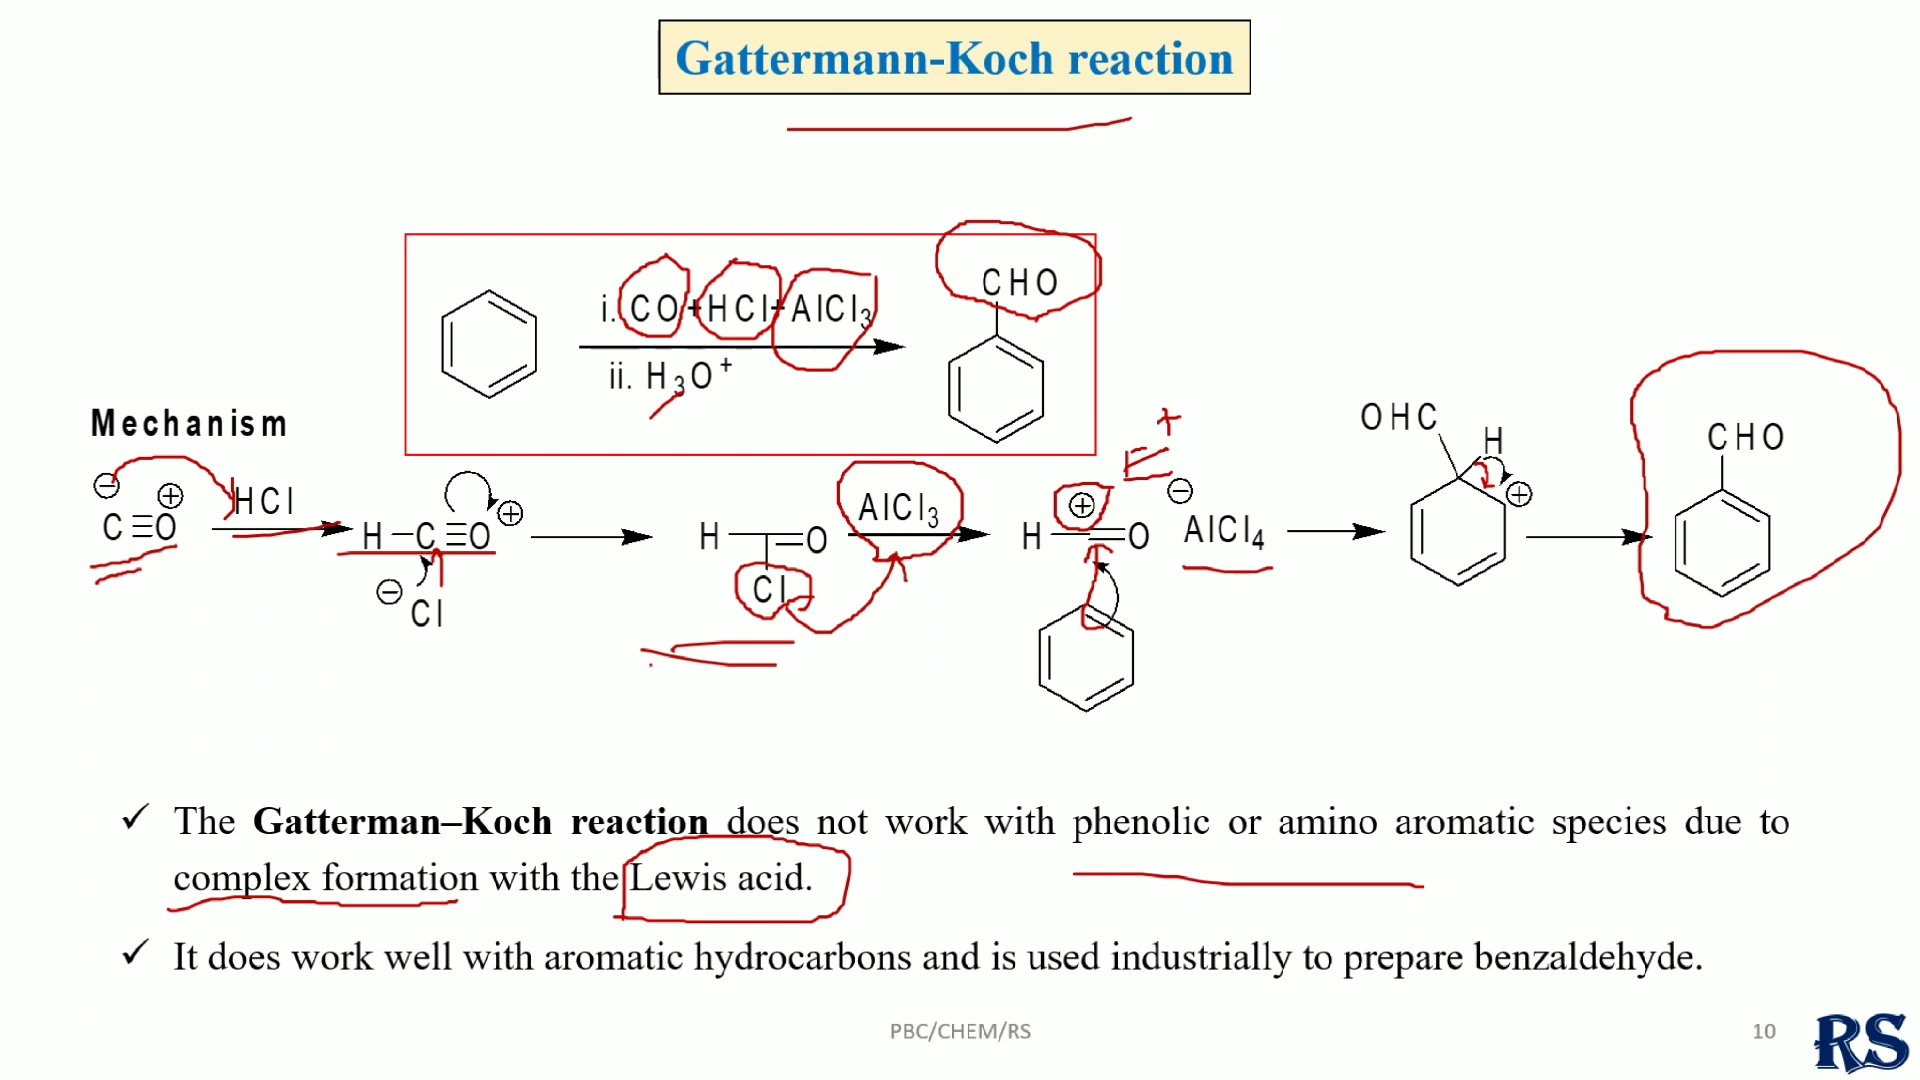 Gattermann-Koch reaction
i. CO+HCl+AlCl3
ii. H3O+
CHO
Mechanism
⊖ ⊕
C≡O
HCl
H–C≡O ⊕
⊖
Cl
H O
Cl
AlCl3
E+
⊕
H O
⊖
AlCl4
OHC
H
⊕
CHO
✓ The Gatterman–Koch reaction does not work with phenolic or amino aromatic species due to
complex formation with the Lewis acid.
✓ It does work well with aromatic hydrocarbons and is used industrially to prepare benzaldehyde.
PBC/CHEM/RS
10
RS